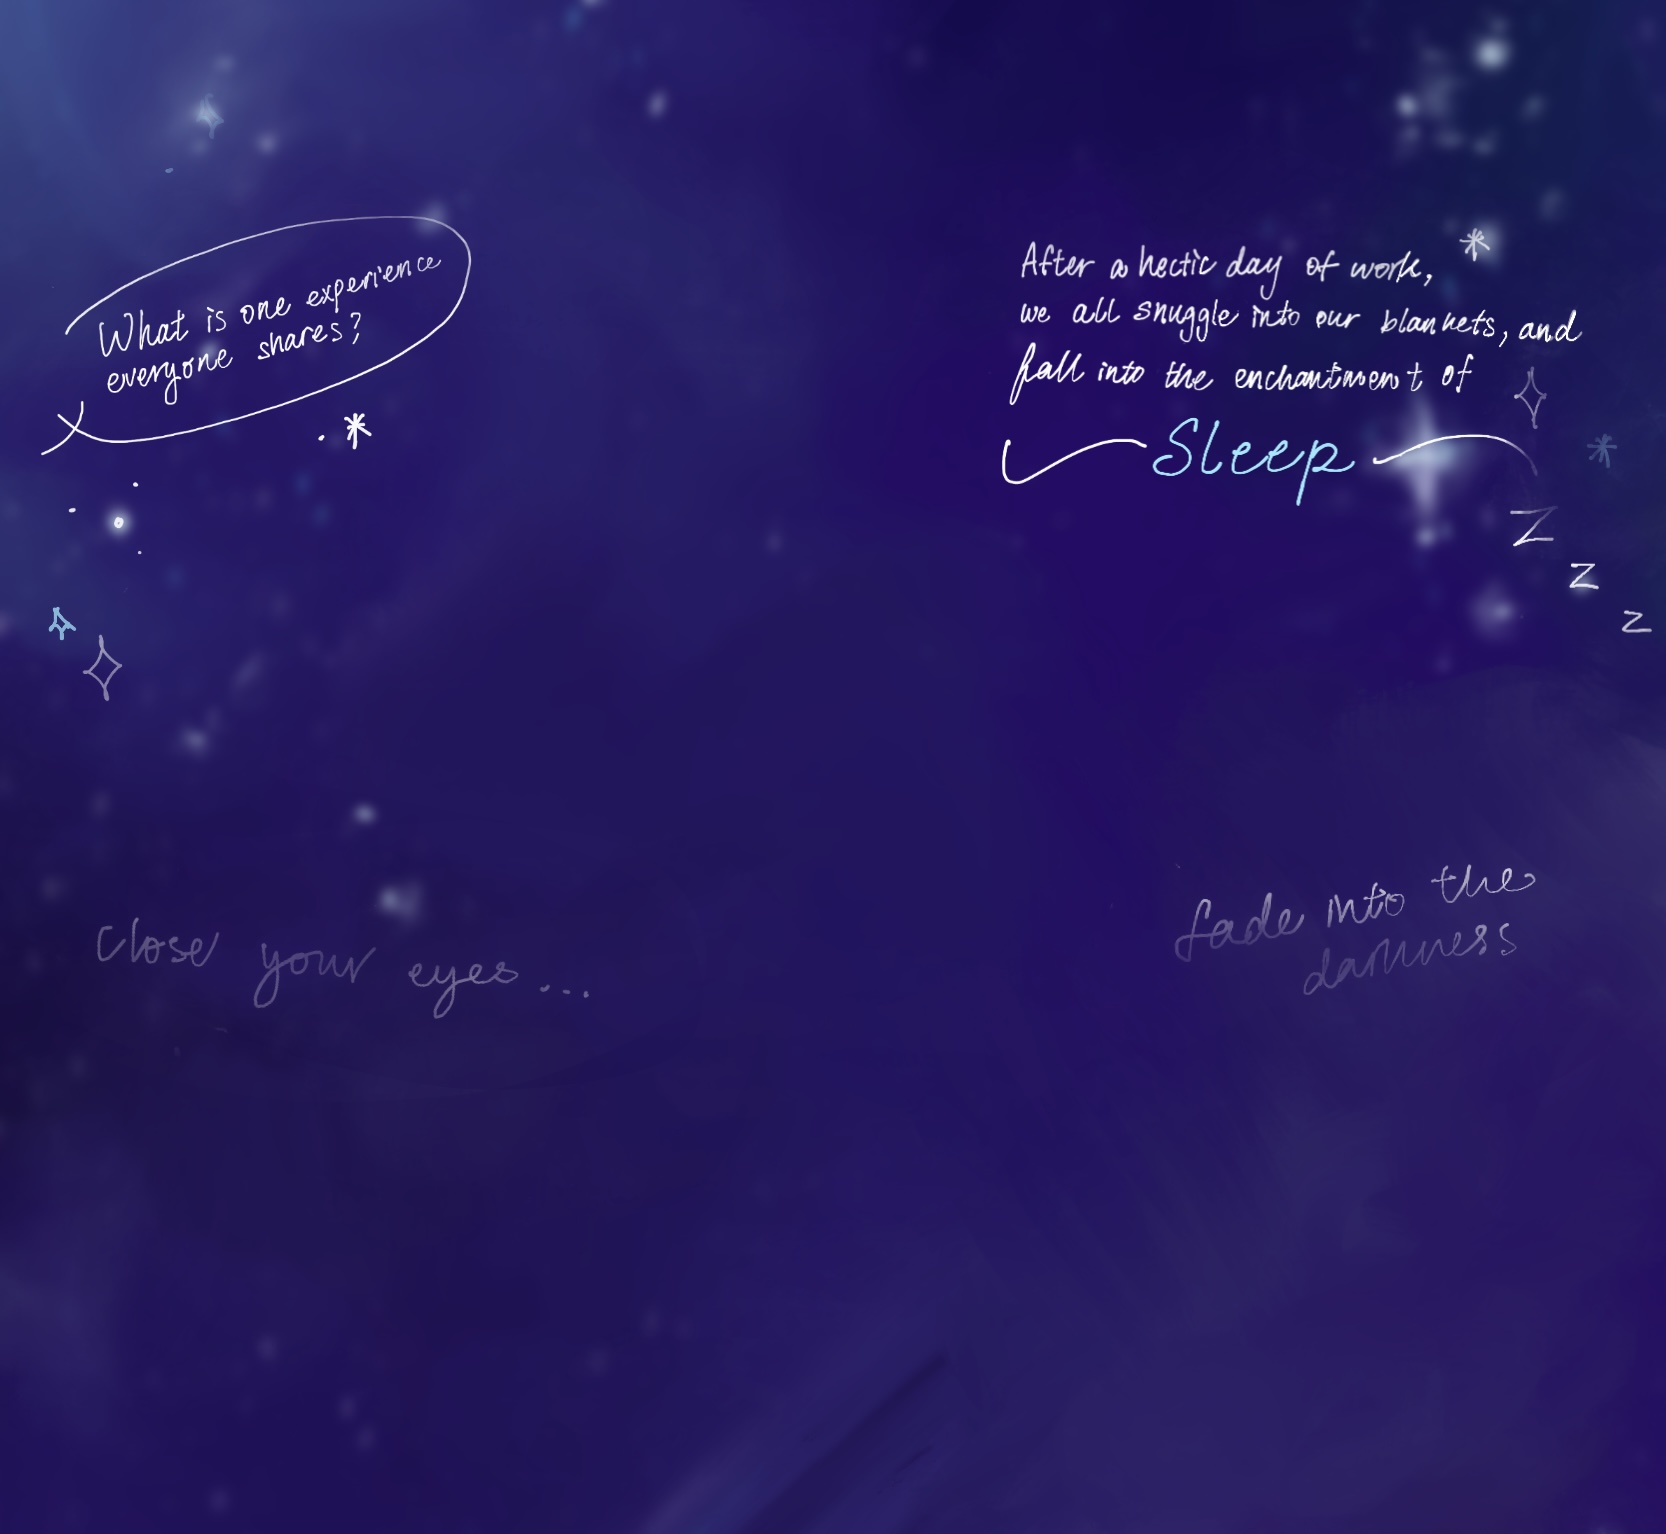 What is one experience
everyone shares?
After a hectic day of work,
we all snuggle into our blankets, and
fall into the enchantment of
Sleep
Z
z
z
Close your eyes...
fade into the
darkness